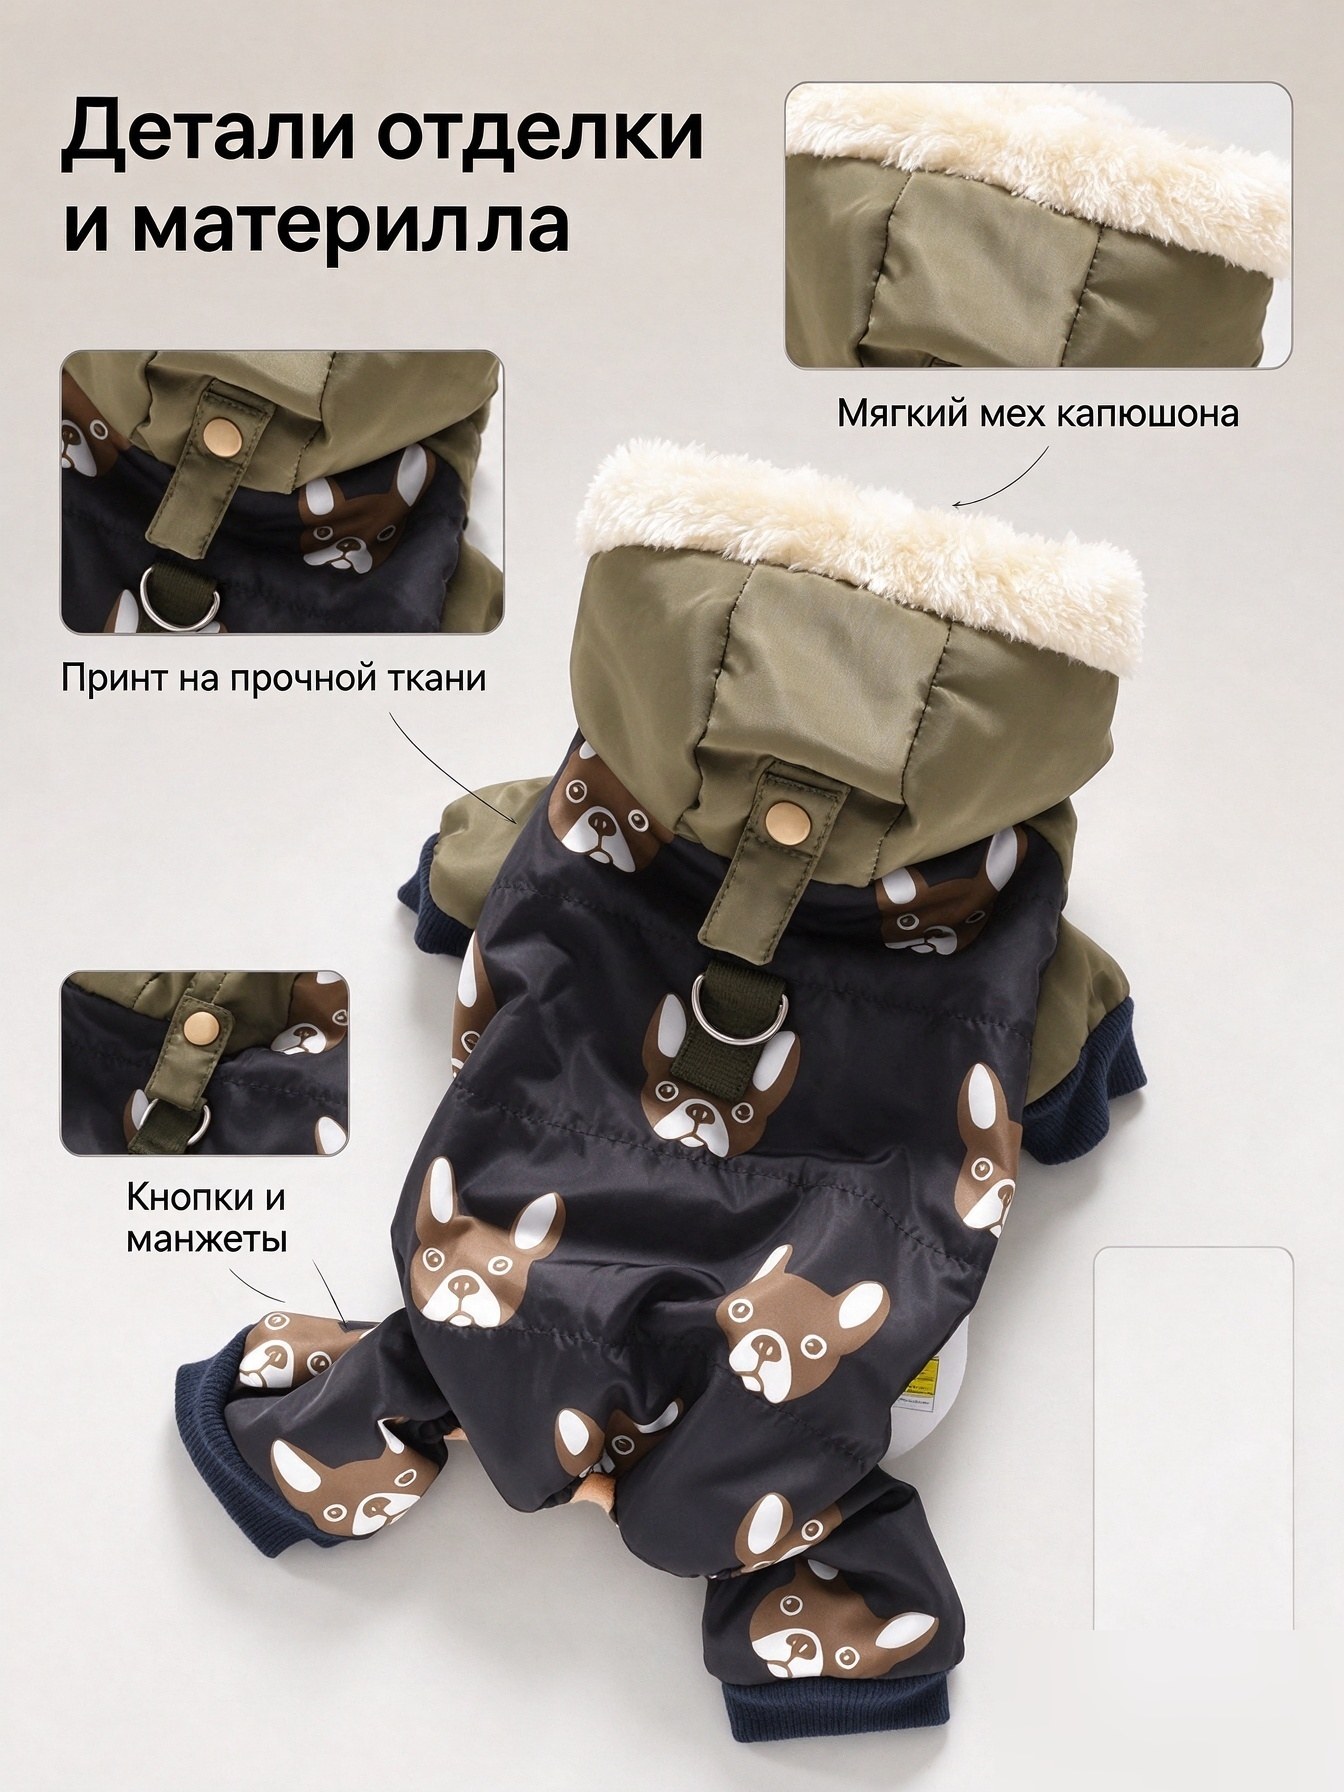 Детали отделки
и материлла
Мягкий мех капюшона
Принт на прочной ткани
Кнопки и
манжеты